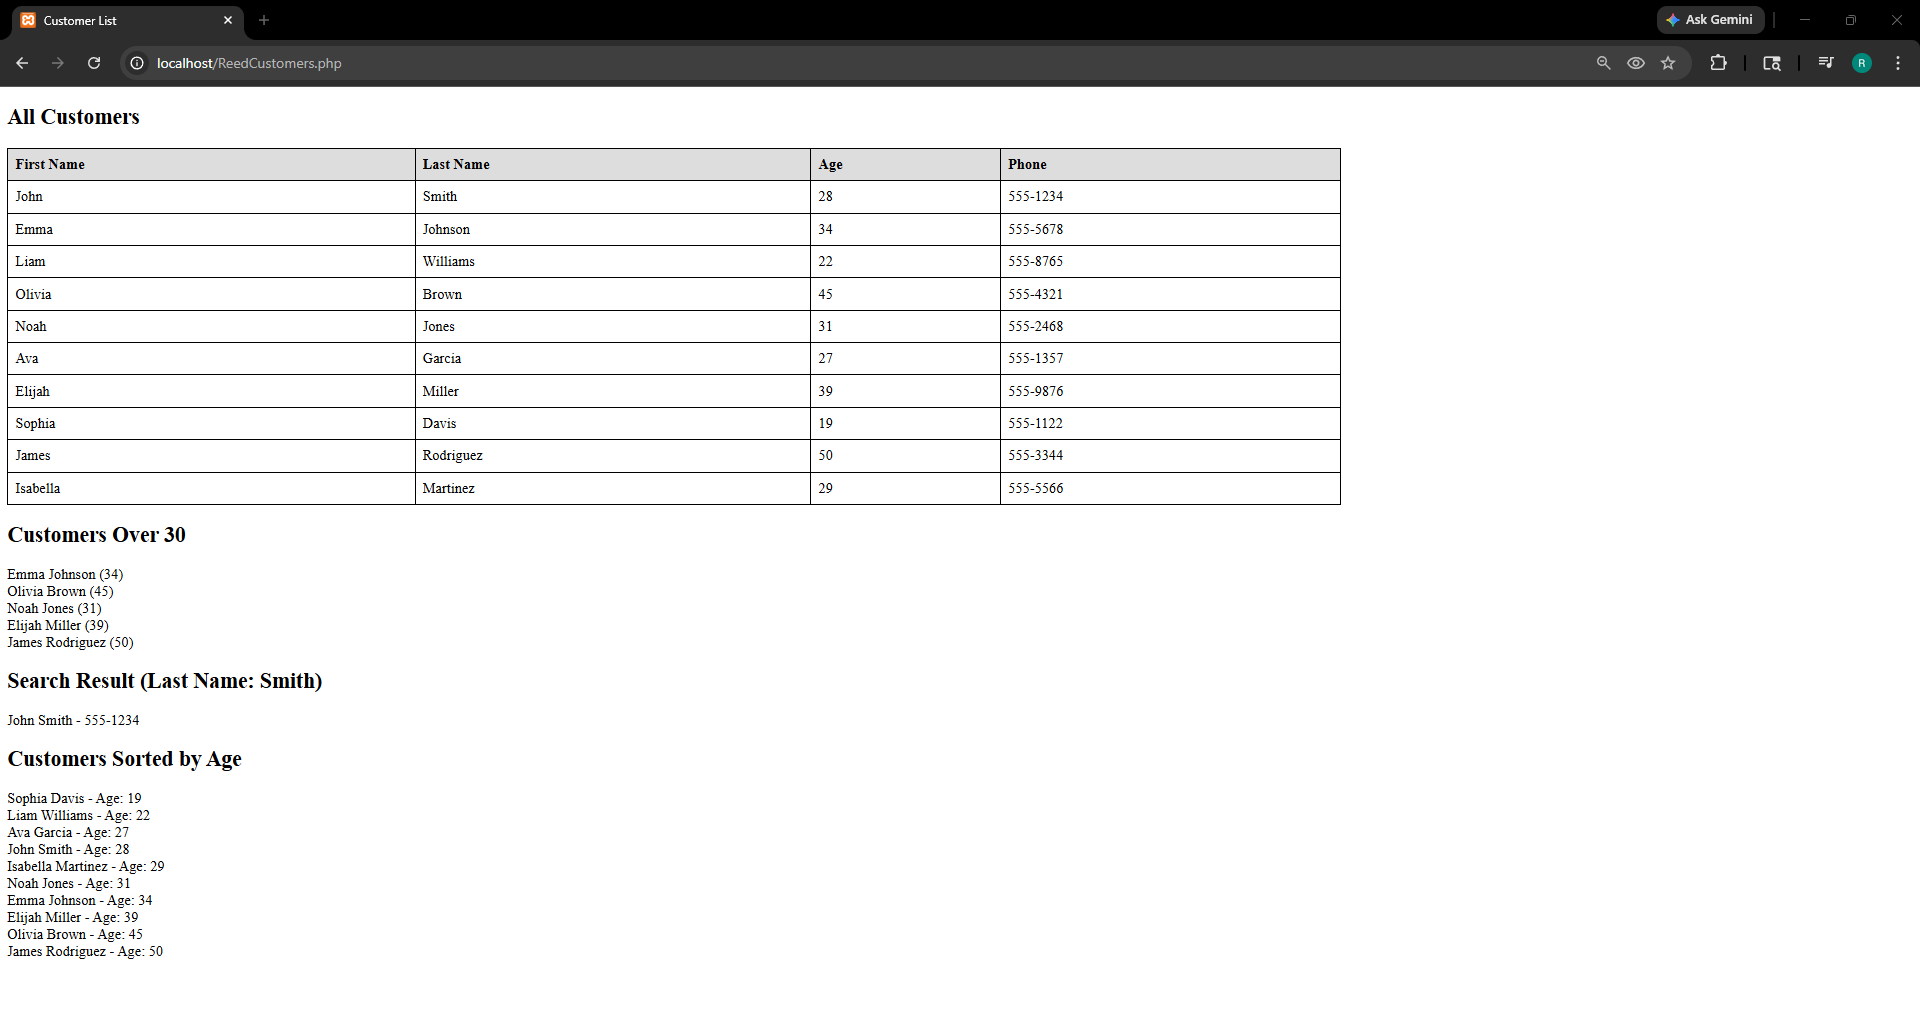 Customer List
Ask Gemini
localhost/ReedCustomers.php
R
All Customers
First Name Last Name Age Phone
John Smith 28 555-1234
Emma Johnson 34 555-5678
Liam Williams 22 555-8765
Olivia Brown 45 555-4321
Noah Jones 31 555-2468
Ava Garcia 27 555-1357
Elijah Miller 39 555-9876
Sophia Davis 19 555-1122
James Rodriguez 50 555-3344
Isabella Martinez 29 555-5566
Customers Over 30
Emma Johnson (34)
Olivia Brown (45)
Noah Jones (31)
Elijah Miller (39)
James Rodriguez (50)
Search Result (Last Name: Smith)
John Smith - 555-1234
Customers Sorted by Age
Sophia Davis - Age: 19
Liam Williams - Age: 22
Ava Garcia - Age: 27
John Smith - Age: 28
Isabella Martinez - Age: 29
Noah Jones - Age: 31
Emma Johnson - Age: 34
Elijah Miller - Age: 39
Olivia Brown - Age: 45
James Rodriguez - Age: 50